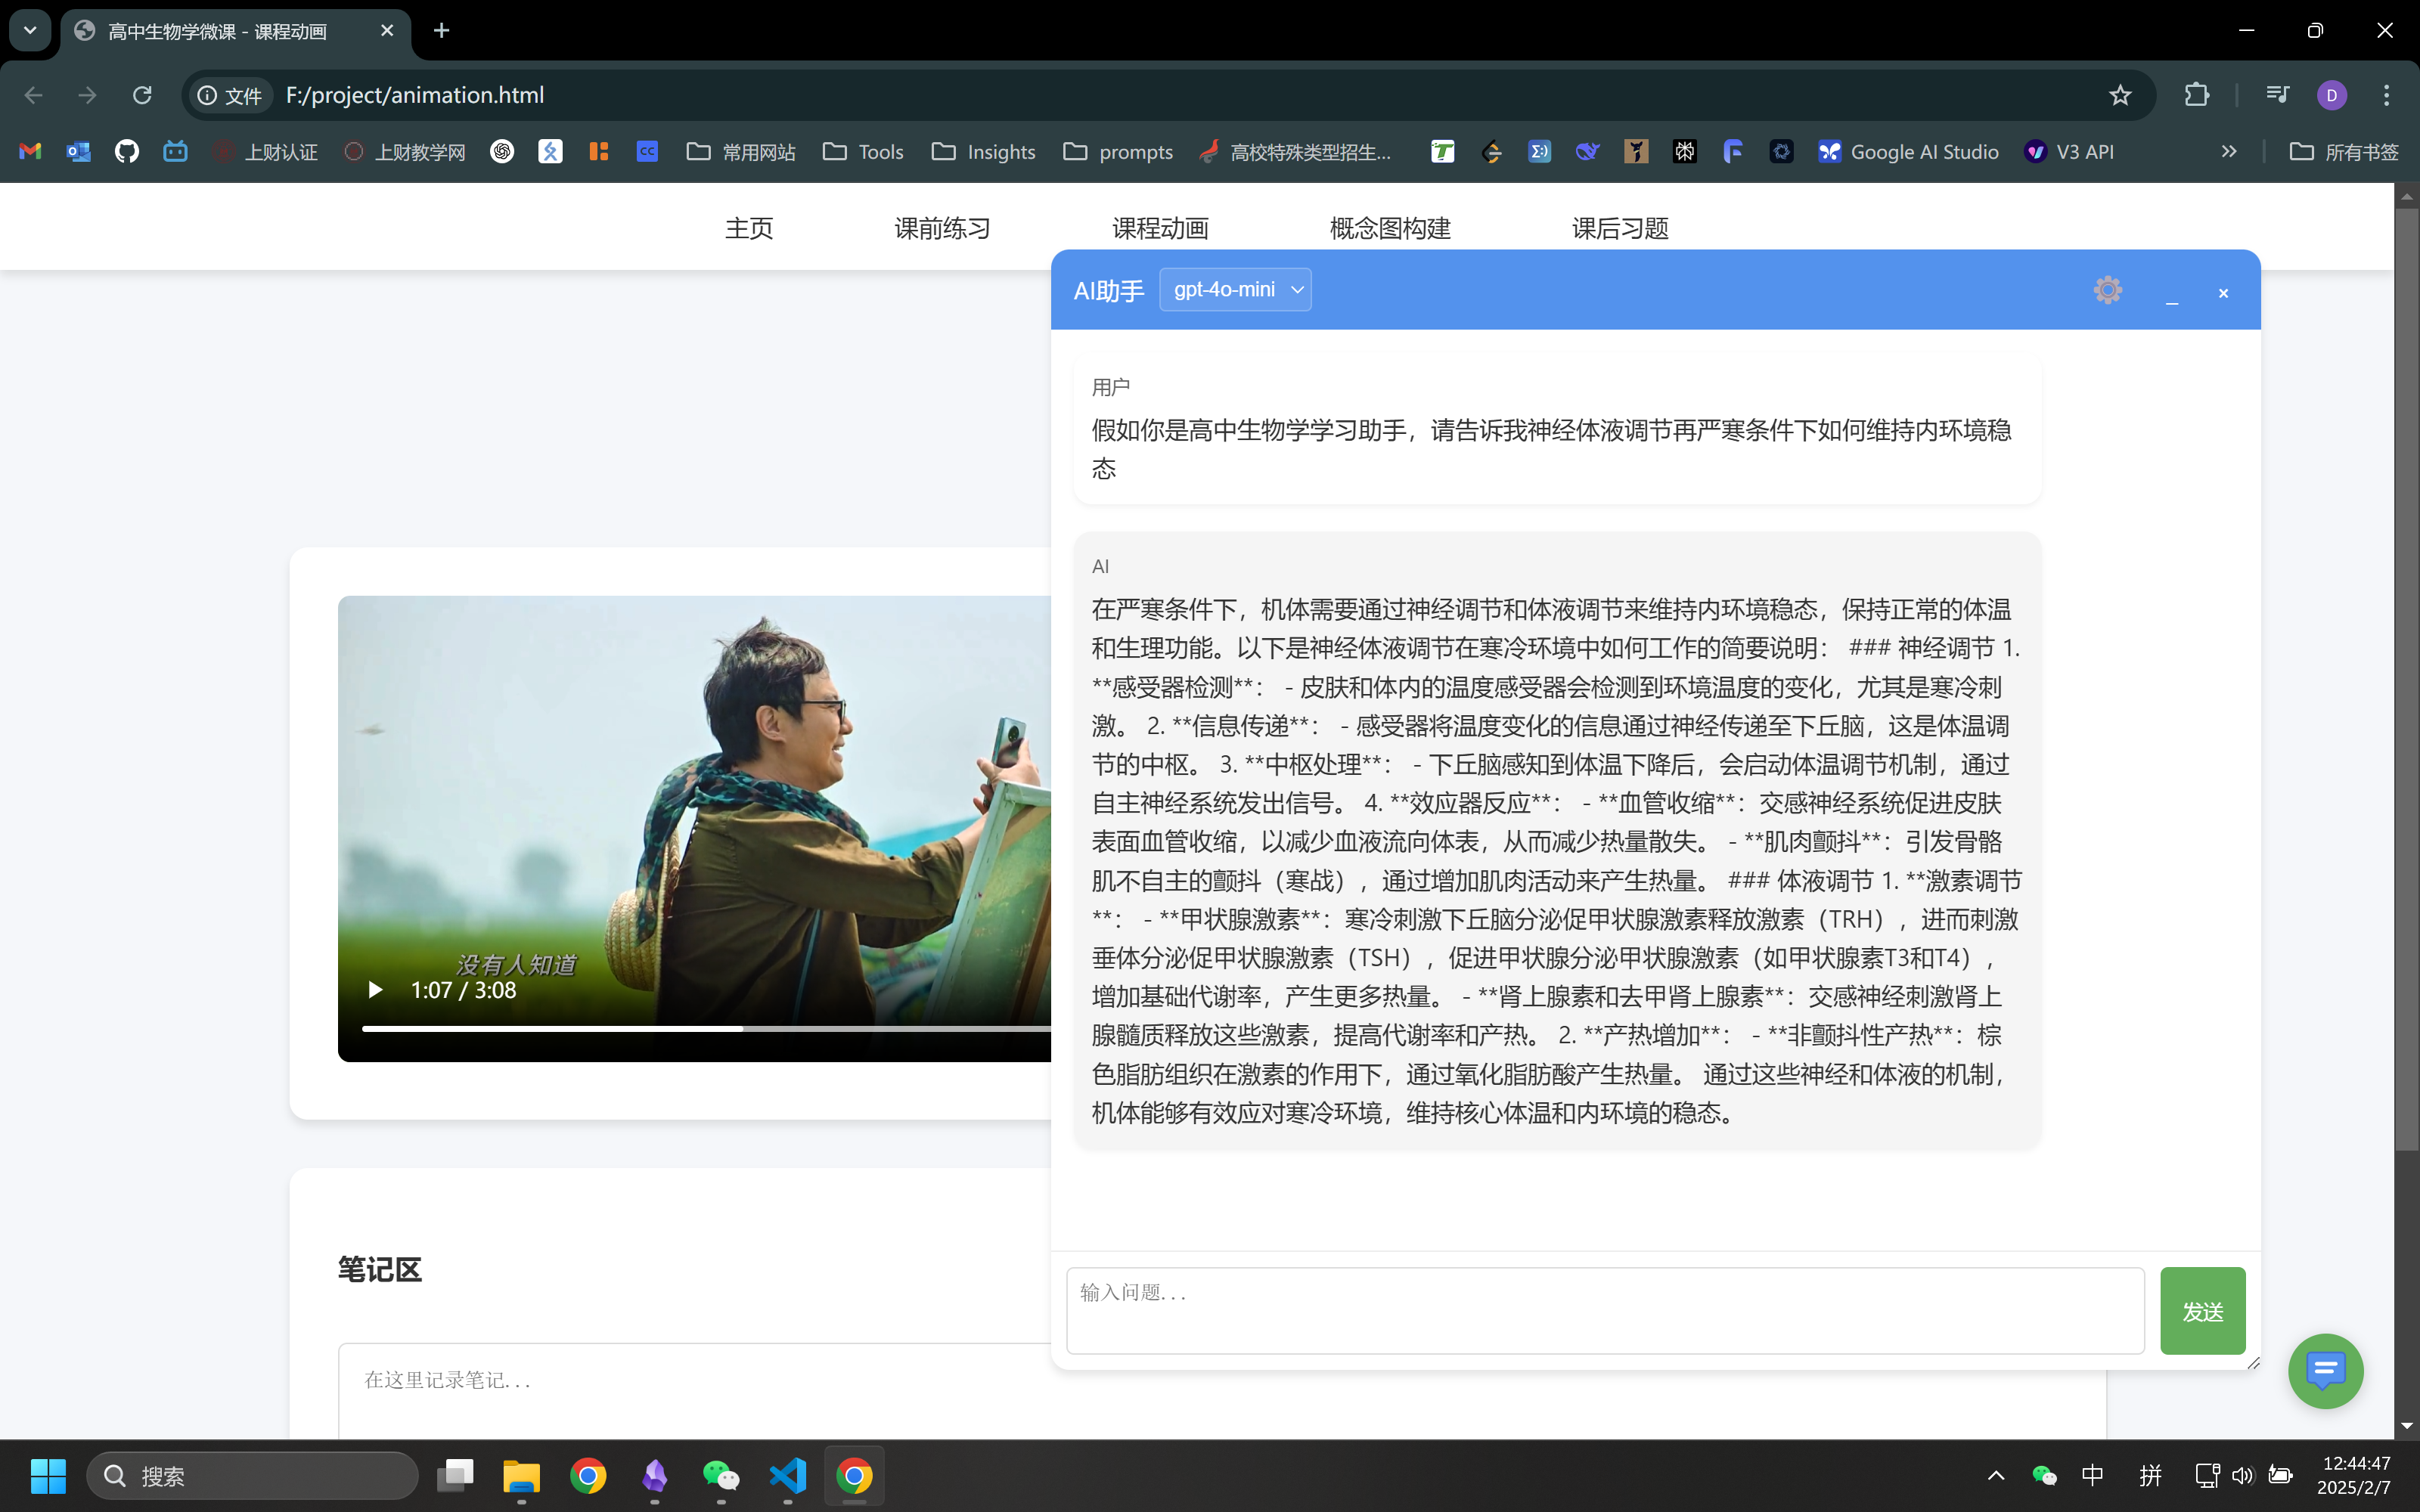 高中生物学微课 - 课程动画
文件 F:/project/animation.html
上财认证 上财教学网 常用网站 Tools Insights prompts 高校特殊类型招生... Google AI Studio V3 API 所有书签
主页 课前练习 课程动画 概念图构建 课后习题
AI助手 gpt-4o-mini
用户
假如你是高中生物学学习助手，请告诉我神经体液调节再严寒条件下如何维持内环境稳
态
AI
在严寒条件下，机体需要通过神经调节和体液调节来维持内环境稳态，保持正常的体温
和生理功能。以下是神经体液调节在寒冷环境中如何工作的简要说明： ### 神经调节 1.
**感受器检测**： - 皮肤和体内的温度感受器会检测到环境温度的变化，尤其是寒冷刺
激。 2. **信息传递**： - 感受器将温度变化的信息通过神经传递至下丘脑，这是体温调
节的中枢。 3. **中枢处理**： - 下丘脑感知到体温下降后，会启动体温调节机制，通过
自主神经系统发出信号。 4. **效应器反应**： - **血管收缩**：交感神经系统促进皮肤
表面血管收缩，以减少血液流向体表，从而减少热量散失。 - **肌肉颤抖**：引发骨骼
肌不自主的颤抖（寒战），通过增加肌肉活动来产生热量。 ### 体液调节 1. **激素调节
**： - **甲状腺激素**：寒冷刺激下丘脑分泌促甲状腺激素释放激素（TRH），进而刺激
垂体分泌促甲状腺激素（TSH），促进甲状腺分泌甲状腺激素（如甲状腺素T3和T4），
增加基础代谢率，产生更多热量。 - **肾上腺素和去甲肾上腺素**：交感神经刺激肾上
腺髓质释放这些激素，提高代谢率和产热。 2. **产热增加**： - **非颤抖性产热**：棕
色脂肪组织在激素的作用下，通过氧化脂肪酸产生热量。 通过这些神经和体液的机制，
机体能够有效应对寒冷环境，维持核心体温和内环境的稳态。
没有人知道
1:07 / 3:08
笔记区
在这里记录笔记...
输入问题...
发送
搜索
中 拼
12:44:47
2025/2/7